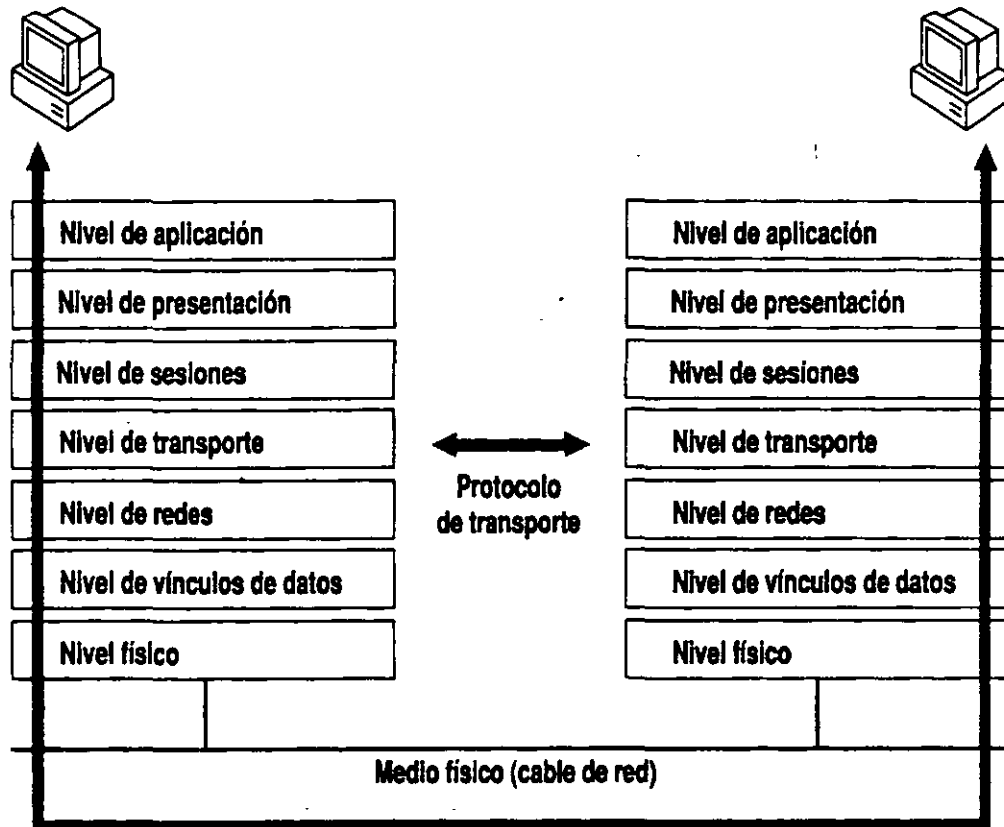 Nivel de aplicación
Nivel de presentación
Nivel de sesiones
Nivel de transporte
Nivel de redes
Nivel de vínculos de datos
Nivel físico
Protocolo
de transporte
Nivel de aplicación
Nivel de presentación
Nivel de sesiones
Nivel de transporte
Nivel de redes
Nivel de vínculos de datos
Nivel físico
Medio físico (cable de red)